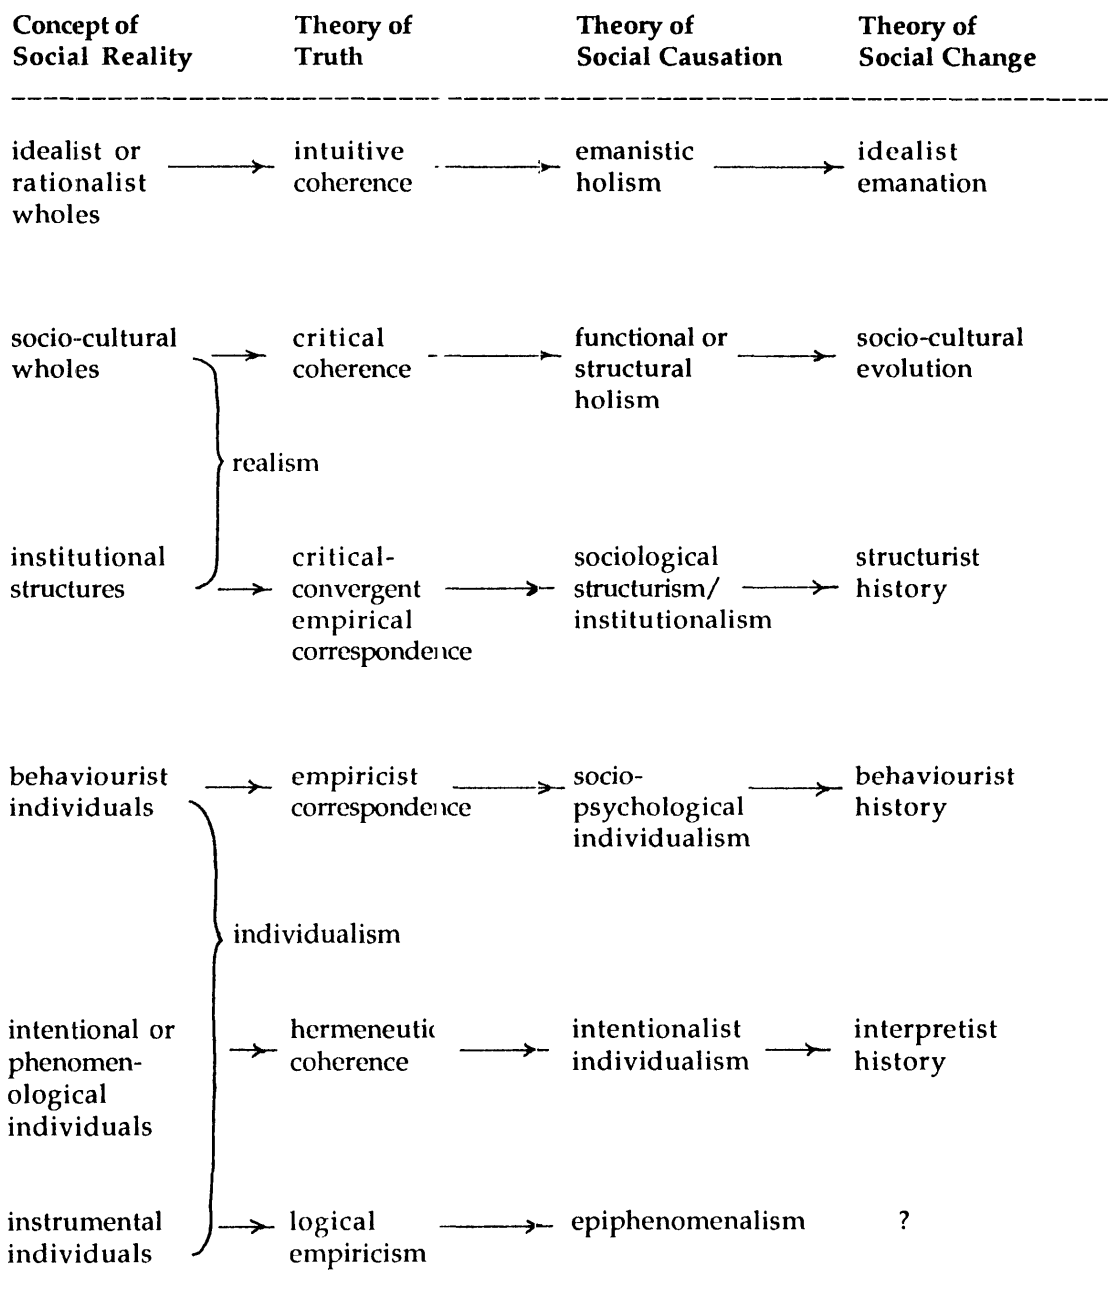 Concept of Social Reality
Theory of Truth
Theory of Social Causation
Theory of Social Change
idealist or
rationalist
wholes
intuitive
coherence
emanistic
holism
idealist
emanation
socio-cultural
wholes
critical
coherence
functional or
structural
holism
socio-cultural
evolution
realism
institutional
structures
critical-
convergent
empirical
correspondence
sociological
structurism/
institutionalism
structurist
history
behaviourist
individuals
empiricist
correspondence
socio-
psychological
individualism
behaviourist
history
individualism
intentional or
phenomen-
ological
individuals
hermeneutic
coherence
intentionalist
individualism
interpretist
history
instrumental
individuals
logical
empiricism
epiphenomenalism
?